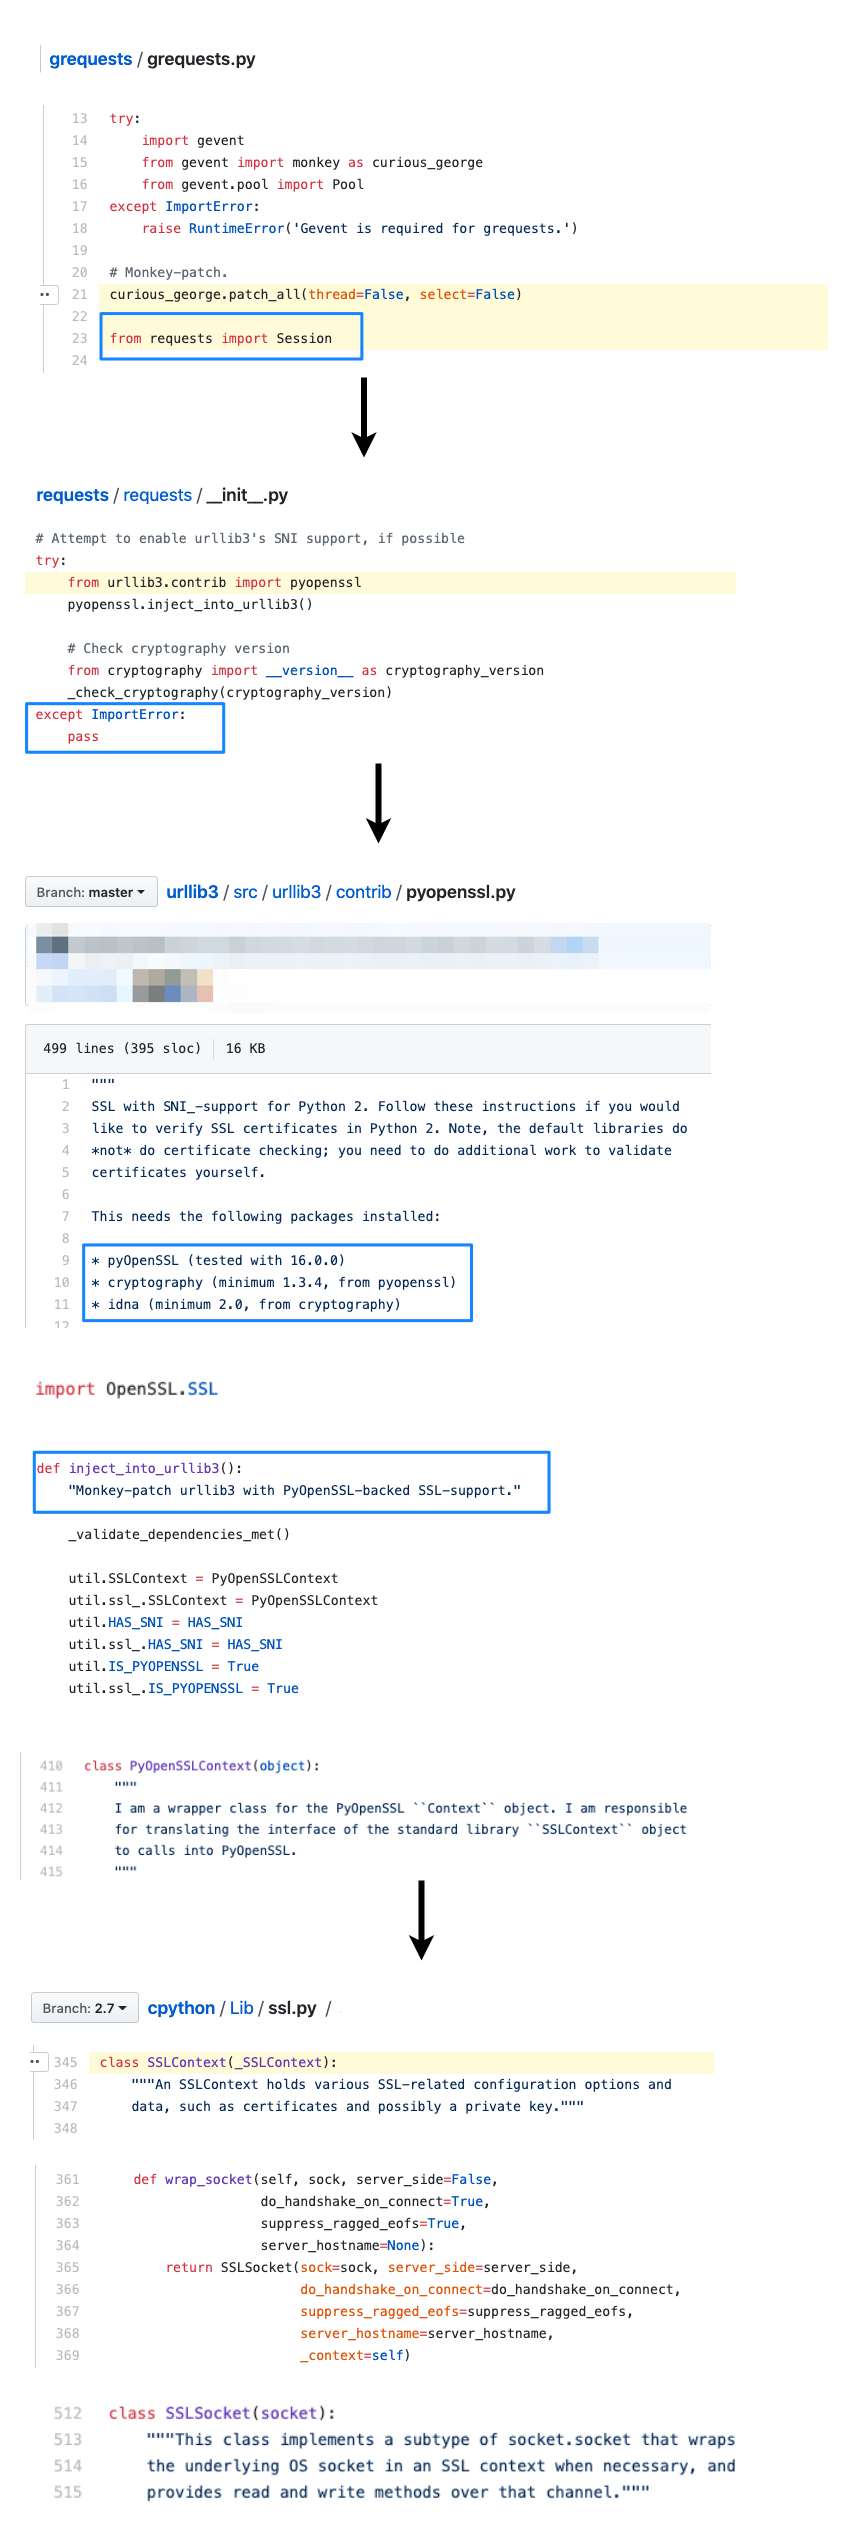 grequests / grequests.py
13 try:
14     import gevent
15     from gevent import monkey as curious_george
16     from gevent.pool import Pool
17 except ImportError:
18     raise RuntimeError('Gevent is required for grequests.')
19
20 # Monkey-patch.
21 curious_george.patch_all(thread=False, select=False)
22
23 from requests import Session
24
requests / requests / __init__.py
# Attempt to enable urllib3's SNI support, if possible
try:
    from urllib3.contrib import pyopenssl
    pyopenssl.inject_into_urllib3()
    # Check cryptography version
    from cryptography import __version__ as cryptography_version
    _check_cryptography(cryptography_version)
except ImportError:
    pass
Branch: master urllib3 / src / urllib3 / contrib / pyopenssl.py
499 lines (395 sloc) 16 KB
1 """
2 SSL with SNI_-support for Python 2. Follow these instructions if you would
3 like to verify SSL certificates in Python 2. Note, the default libraries do
4 *not* do certificate checking; you need to do additional work to validate
5 certificates yourself.
6
7 This needs the following packages installed:
8
9 * pyOpenSSL (tested with 16.0.0)
10 * cryptography (minimum 1.3.4, from pyopenssl)
11 * idna (minimum 2.0, from cryptography)
12
import OpenSSL.SSL
def inject_into_urllib3():
    "Monkey-patch urllib3 with PyOpenSSL-backed SSL-support."
    _validate_dependencies_met()
    util.SSLContext = PyOpenSSLContext
    util.ssl_.SSLContext = PyOpenSSLContext
    util.HAS_SNI = HAS_SNI
    util.ssl_.HAS_SNI = HAS_SNI
    util.IS_PYOPENSSL = True
    util.ssl_.IS_PYOPENSSL = True
410 class PyOpenSSLContext(object):
411     """
412     I am a wrapper class for the PyOpenSSL ``Context`` object. I am responsible
413     for translating the interface of the standard library ``SSLContext`` object
414     to calls into PyOpenSSL.
415     """
Branch: 2.7 cpython / Lib / ssl.py /
345 class SSLContext(_SSLContext):
346     """An SSLContext holds various SSL-related configuration options and
347     data, such as certificates and possibly a private key."""
348
361     def wrap_socket(self, sock, server_side=False,
362                     do_handshake_on_connect=True,
363                     suppress_ragged_eofs=True,
364                     server_hostname=None):
365         return SSLSocket(sock=sock, server_side=server_side,
366                          do_handshake_on_connect=do_handshake_on_connect,
367                          suppress_ragged_eofs=suppress_ragged_eofs,
368                          server_hostname=server_hostname,
369                          _context=self)
512 class SSLSocket(socket):
513     """This class implements a subtype of socket.socket that wraps
514     the underlying OS socket in an SSL context when necessary, and
515     provides read and write methods over that channel."""